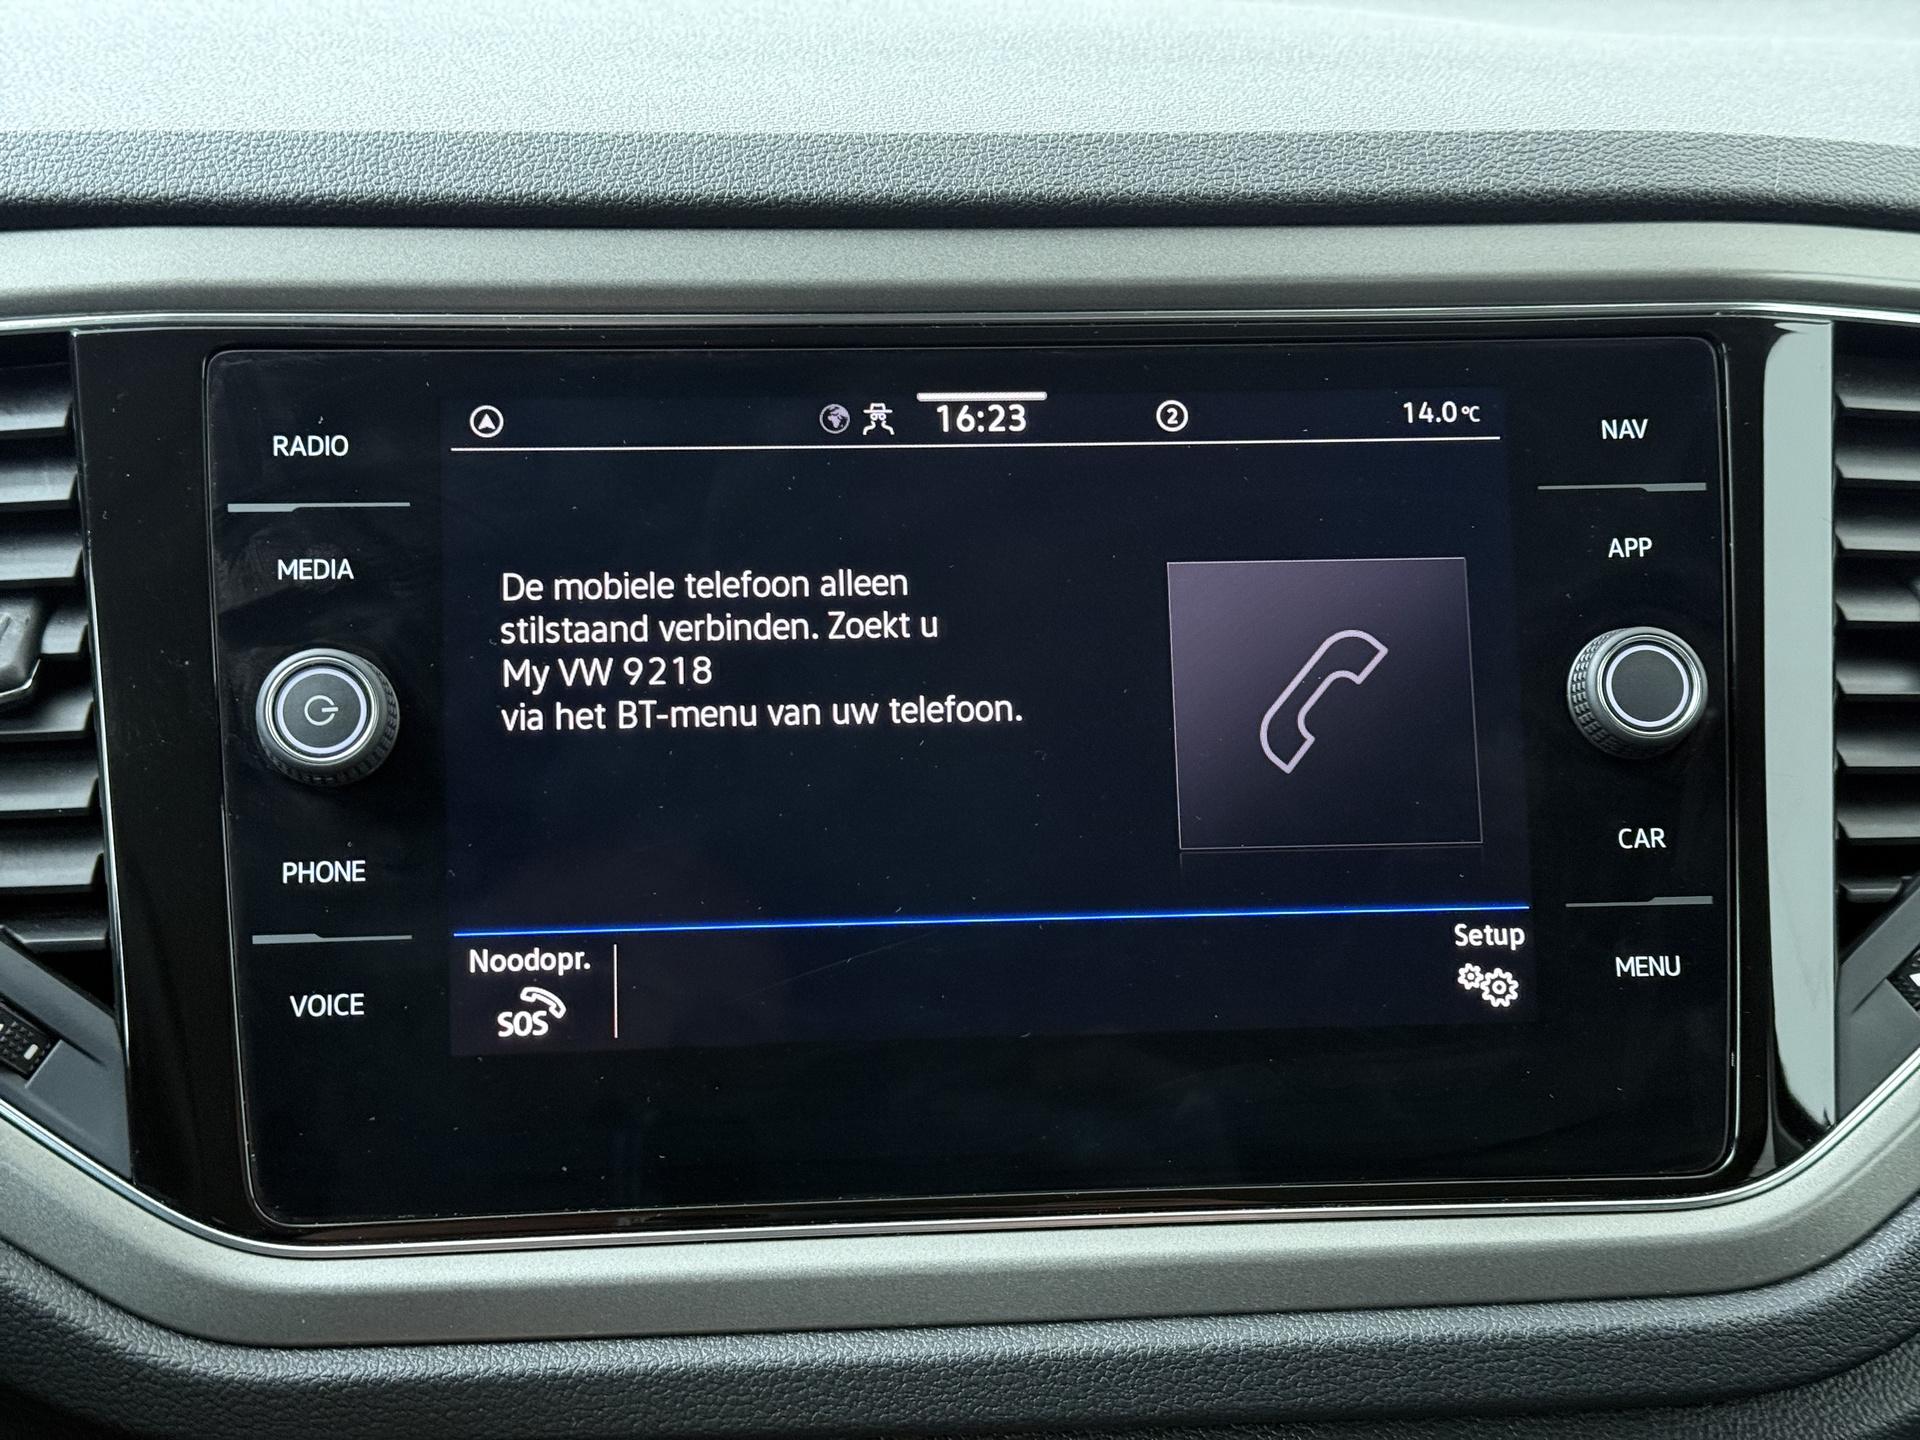 16:23
2
14.0°C
RADIO
MEDIA
PHONE
VOICE
De mobiele telefoon alleen
stilstaand verbinden. Zoekt u
My VW 9218
via het BT-menu van uw telefoon.
Noodopr.
SOS
Setup
NAV
APP
CAR
MENU